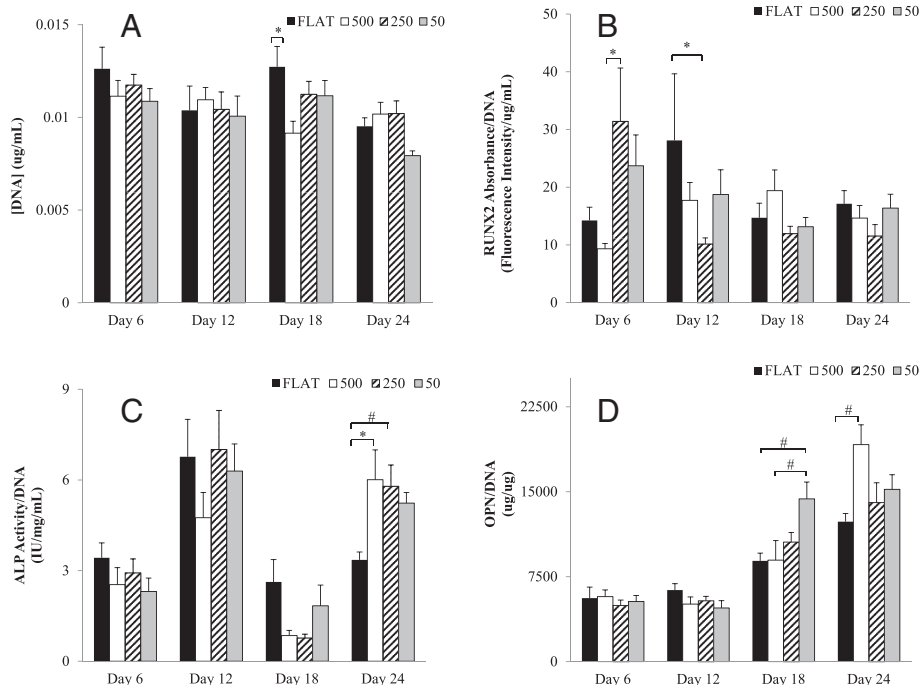 A
FLAT 500 250 50
[DNA] (ug/mL)
0.015
0.01
0.005
0
*
Day 6 Day 12 Day 18 Day 24
B
FLAT 500 250 50
RUNX2 Absorbance/DNA
(Fluorescence Intensity/ug/mL)
50
40
30
20
10
0
* *
Day 6 Day 12 Day 18 Day 24
C
FLAT 500 250 50
ALP Activity/DNA
(IU/mg/mL)
9
6
3
0
#
*
Day 6 Day 12 Day 18 Day 24
D
FLAT 500 250 50
OPN/DNA
(ug/ug)
22500
15000
7500
0
#
#
#
Day 6 Day 12 Day 18 Day 24